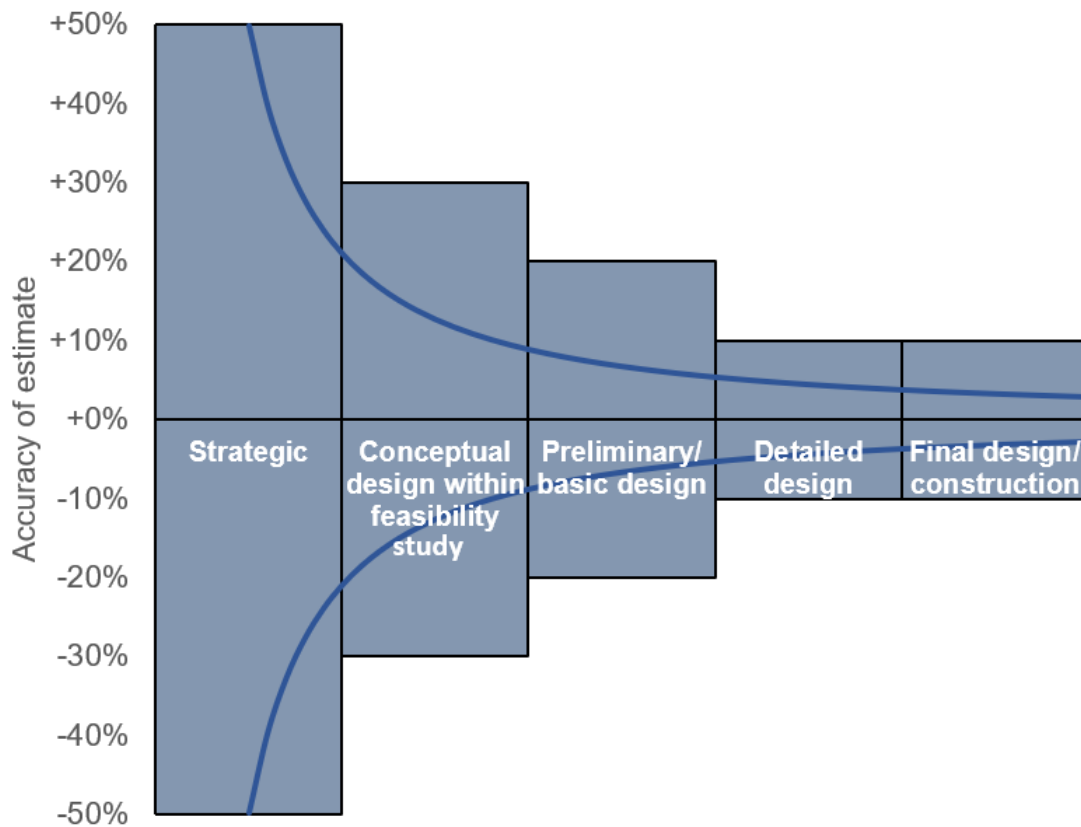 +50%
+40%
+30%
+20%
+10%
+0%
-10%
-20%
-30%
-40%
-50%
Accuracy of estimate
Strategic
Conceptual
design within
feasibility
study
Preliminary/
basic design
Detailed
design
Final design/
construction